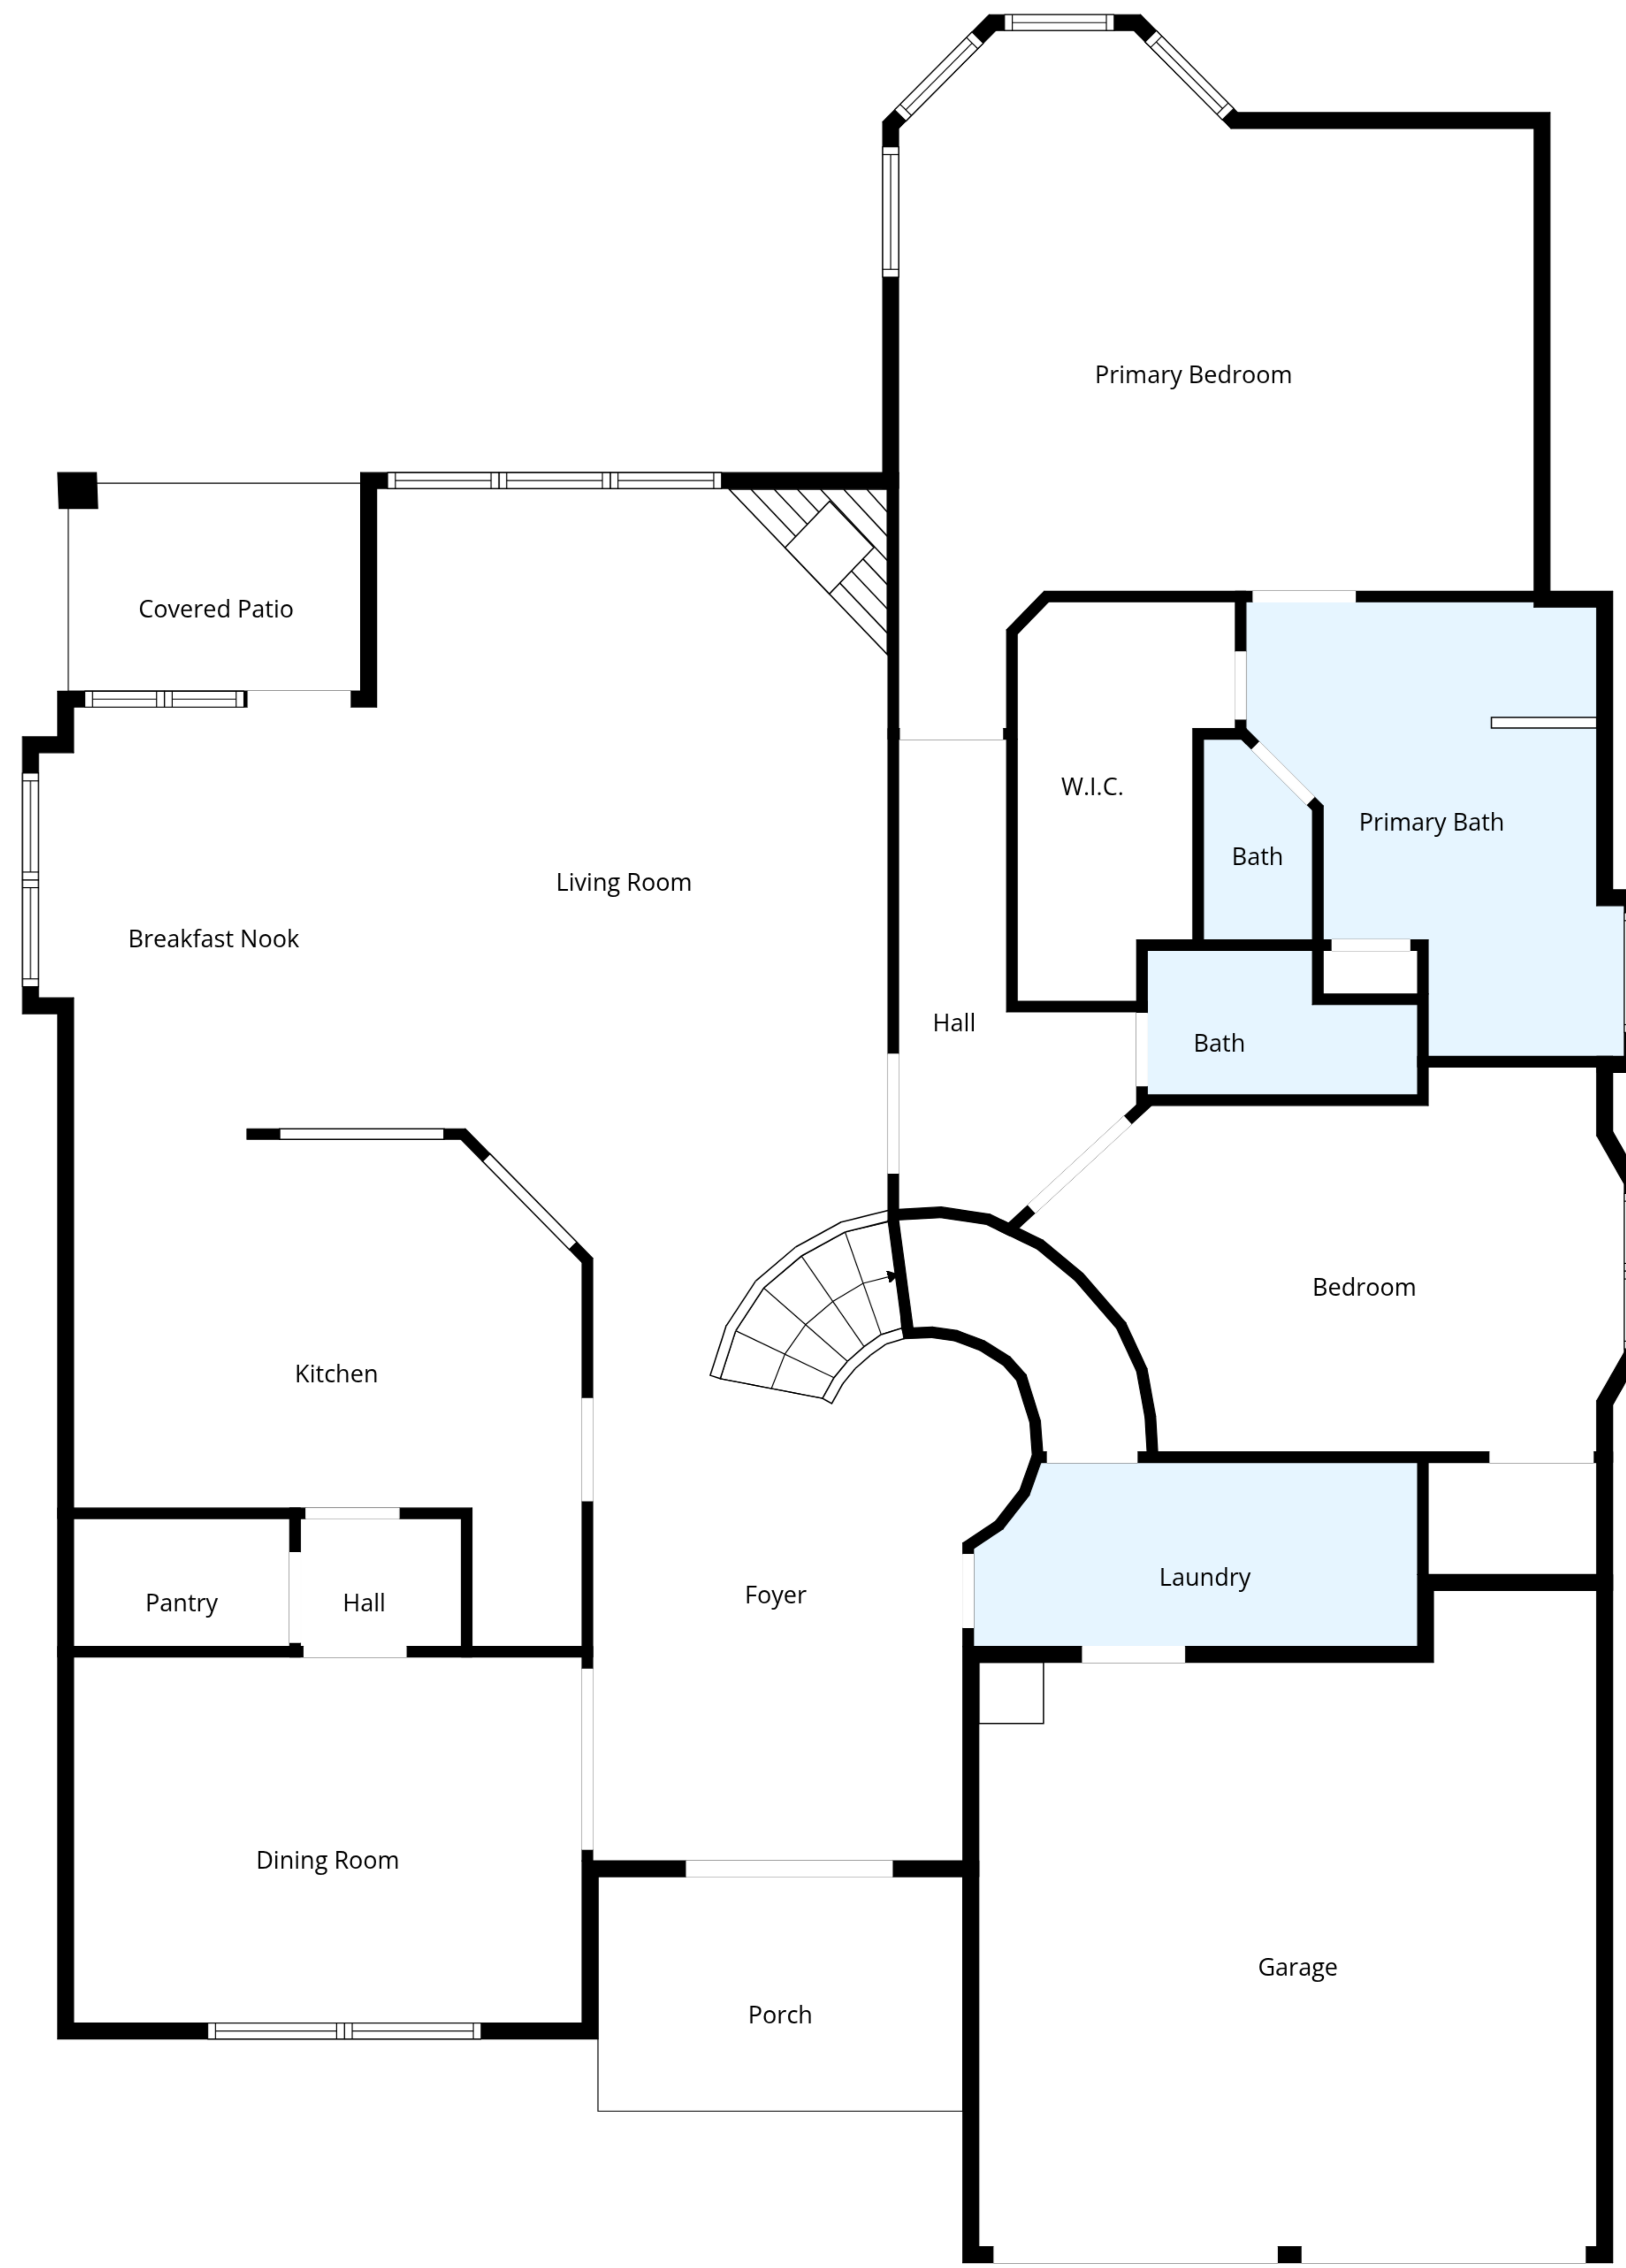 Primary Bedroom
Covered Patio
W.I.C.
Primary Bath
Bath
Living Room
Breakfast Nook
Hall
Bath
Bedroom
Kitchen
Laundry
Foyer
Pantry
Hall
Dining Room
Garage
Porch